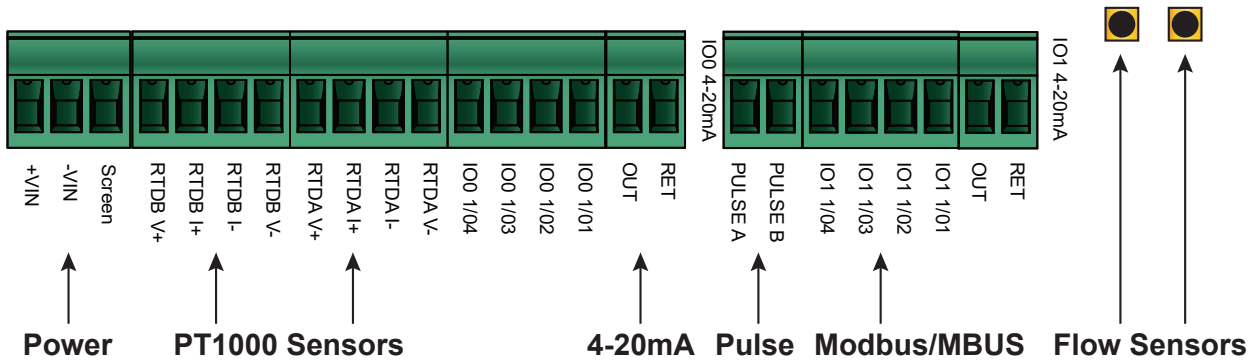 +VIN
-VIN
Screen
RTDB V+
RTDB I+
RTDB I-
RTDB V-
RTDA V+
RTDA I+
RTDA I-
RTDA V-
IO0 1/04
IO0 1/03
IO0 1/02
IO0 1/01
OUT
RET
IO0 4-20mA
PULSE A
PULSE B
IO1 1/04
IO1 1/03
IO1 1/02
IO1 1/01
OUT
RET
IO1 4-20mA
Power
PT1000 Sensors
4-20mA
Pulse
Modbus/MBUS
Flow Sensors